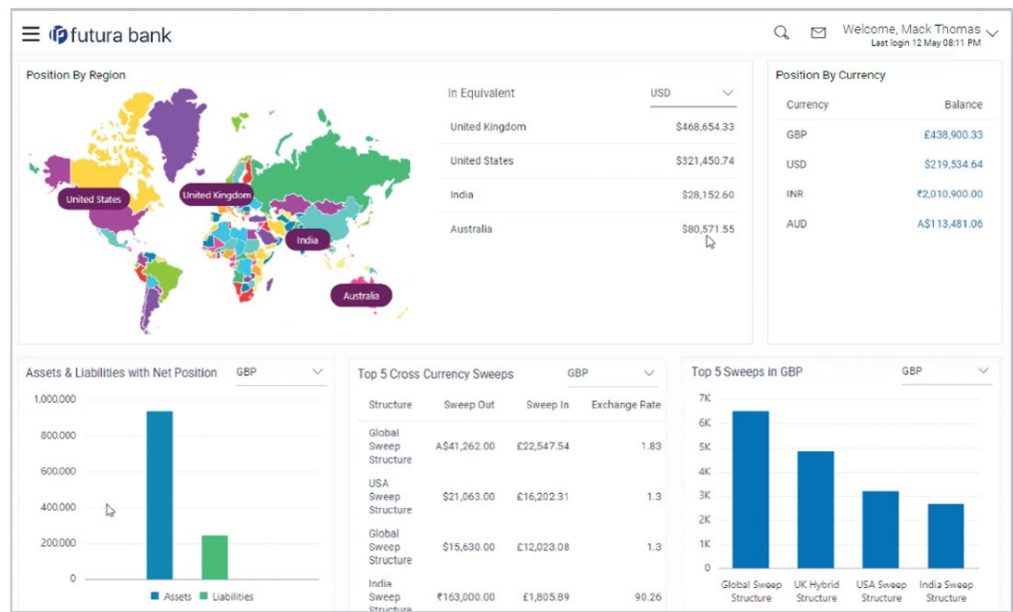 futura bank
Welcome, Mack Thomas
Last login 12 May 08:11 PM
Position By Region
United States
United Kingdom
India
Australia
In Equivalent USD
United Kingdom $468,654.33
United States $321,450.74
India $28,152.60
Australia $80,571.55
Position By Currency
Currency Balance
GBP £438,900.33
USD $219,534.64
INR ₹2,010,900.00
AUD A$113,481.06
Assets & Liabilities with Net Position GBP
1,000.000
800.000
600.000
400.000
200.000
0
Assets Liabilities
Top 5 Cross Currency Sweeps GBP
Structure Sweep Out Sweep In Exchange Rate
Global
Sweep A$41,262.00 £22,547.54 1.83
Structure
USA
Sweep $21,063.00 £16,202.31 1.3
Structure
Global
Sweep $15,630.00 £12,023.08 1.3
Structure
India
Sweep ₹163,000.00 £1,805.89 90.26
Structure
Top 5 Sweeps in GBP GBP
7K
6K
5K
4K
3K
2K
1K
0
Global Sweep UK Hybrid USA Sweep India Sweep
Structure Structure Structure Structure